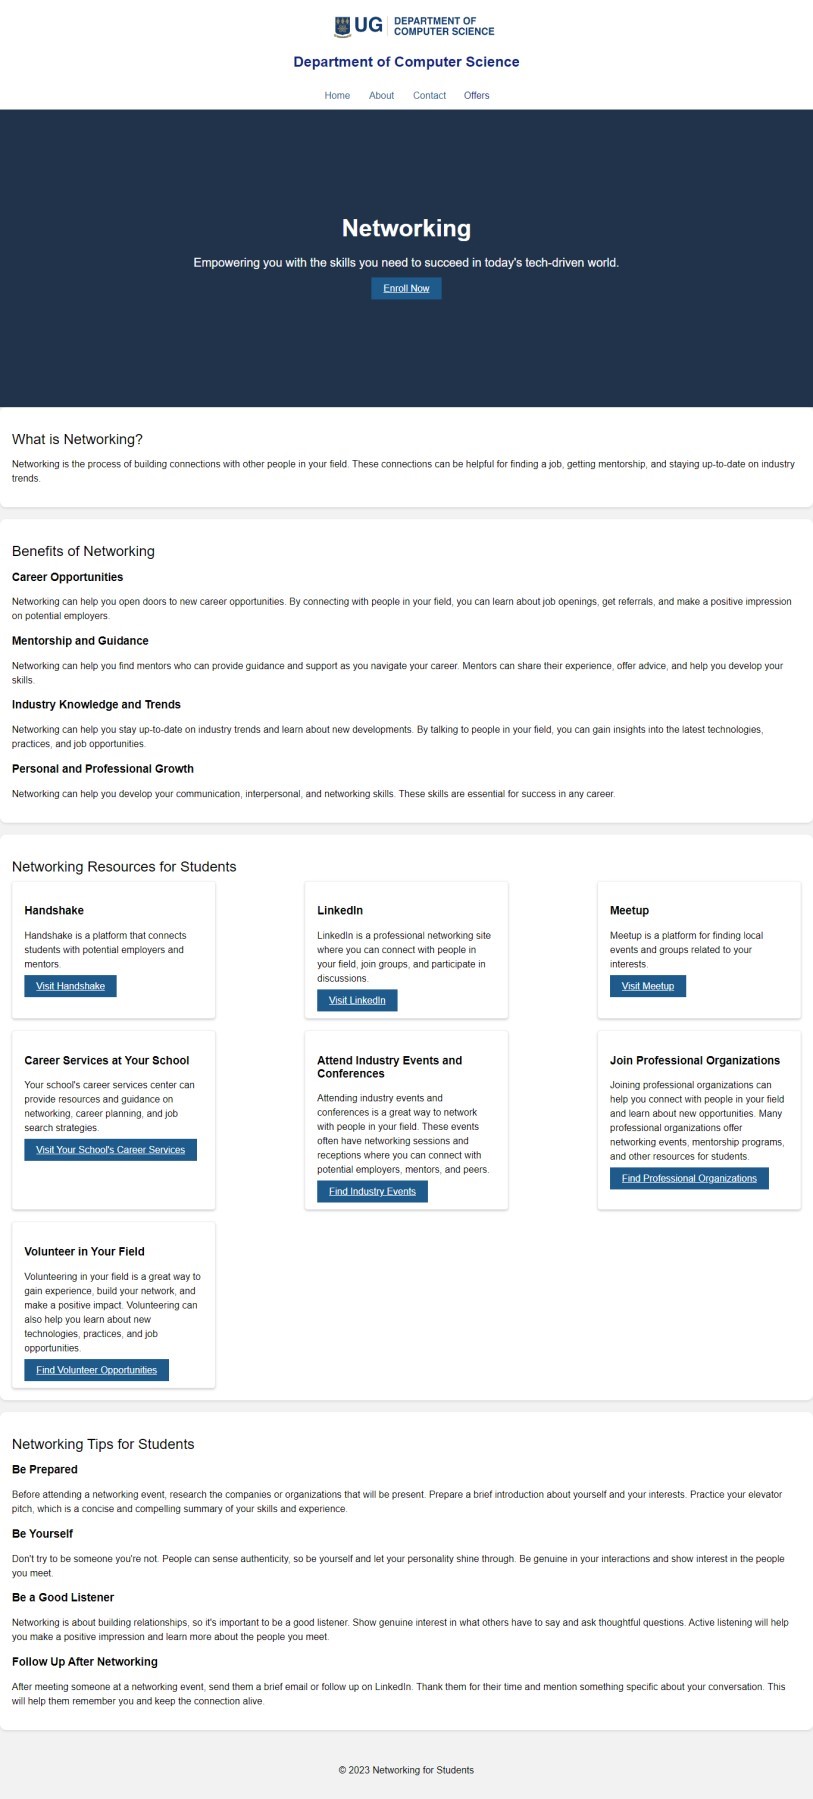 UG DEPARTMENT OF
COMPUTER SCIENCE
Department of Computer Science
Home About Contact Offers
Networking
Empowering you with the skills you need to succeed in today's tech-driven world.
Enroll Now
What is Networking?
Networking is the process of building connections with other people in your field. These connections can be helpful for finding a job, getting mentorship, and staying up-to-date on industry
trends.
Benefits of Networking
Career Opportunities
Networking can help you open doors to new career opportunities. By connecting with people in your field, you can learn about job openings, get referrals, and make a positive impression
on potential employers.
Mentorship and Guidance
Networking can help you find mentors who can provide guidance and support as you navigate your career. Mentors can share their experience, offer advice, and help you develop your
skills.
Industry Knowledge and Trends
Networking can help you stay up-to-date on industry trends and learn about new developments. By talking to people in your field, you can gain insights into the latest technologies,
practices, and job opportunities.
Personal and Professional Growth
Networking can help you develop your communication, interpersonal, and networking skills. These skills are essential for success in any career.
Networking Resources for Students
Handshake
Handshake is a platform that connects
students with potential employers and
mentors.
Visit Handshake
LinkedIn
LinkedIn is a professional networking site
where you can connect with people in
your field, join groups, and participate in
discussions.
Visit LinkedIn
Meetup
Meetup is a platform for finding local
events and groups related to your
interests.
Visit Meetup
Career Services at Your School
Your school's career services center can
provide resources and guidance on
networking, career planning, and job
search strategies.
Visit Your School's Career Services
Attend Industry Events and
Conferences
Attending industry events and
conferences is a great way to network
with people in your field. These events
often have networking sessions and
receptions where you can connect with
potential employers, mentors, and peers.
Find Industry Events
Join Professional Organizations
Joining professional organizations can
help you connect with people in your field
and learn about new opportunities. Many
professional organizations offer
networking events, mentorship programs,
and other resources for students.
Find Professional Organizations
Volunteer in Your Field
Volunteering in your field is a great way to
gain experience, build your network, and
make a positive impact. Volunteering can
also help you learn about new
technologies, practices, and job
opportunities.
Find Volunteer Opportunities
Networking Tips for Students
Be Prepared
Before attending a networking event, research the companies or organizations that will be present. Prepare a brief introduction about yourself and your interests. Practice your elevator
pitch, which is a concise and compelling summary of your skills and experience.
Be Yourself
Don't try to be someone you're not. People can sense authenticity, so be yourself and let your personality shine through. Be genuine in your interactions and show interest in the people
you meet.
Be a Good Listener
Networking is about building relationships, so it's important to be a good listener. Show genuine interest in what others have to say and ask thoughtful questions. Active listening will help
you make a positive impression and learn more about the people you meet.
Follow Up After Networking
After meeting someone at a networking event, send them a brief email or follow up on LinkedIn. Thank them for their time and mention something specific about your conversation. This
will help them remember you and keep the connection alive.
© 2023 Networking for Students